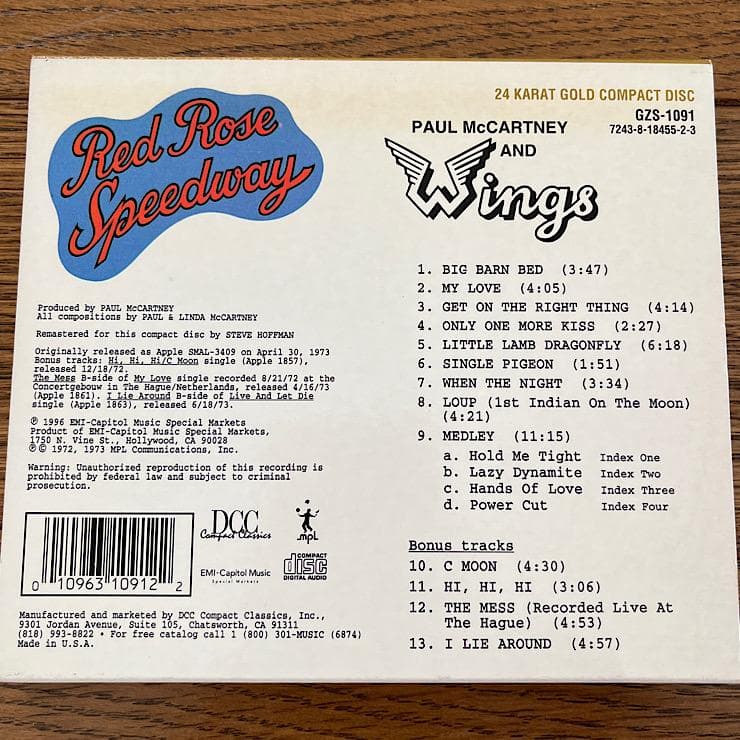 Red Rose
Speedway
24 KARAT GOLD COMPACT DISC
GZS-1091
7243-8-18455-2-3
PAUL McCARTNEY
AND
Wings
Produced by PAUL McCARTNEY
All compositions by PAUL & LINDA McCARTNEY
Remastered for this compact disc by STEVE HOFFMAN
Originally released as Apple SMAL-3409 on April 30, 1973
Bonus tracks: Hi, Hi, Hi/C Moon single (Apple 1857),
released 12/18/72.
The Mess B-side of My Love single recorded 8/21/72 at the
Concertgebouw in The Hague/Netherlands, released 4/16/73
(Apple 1861). I Lie Around B-side of Live And Let Die
single (Apple 1863), released 6/18/73.
℗ 1996 EMI-Capitol Music Special Markets
Product of EMI-Capitol Music Special Markets,
1750 N. Vine St., Hollywood, CA 90028
℗© 1972, 1973 MPL Communications, Inc.
Warning: Unauthorized reproduction of this recording is
prohibited by federal law and subject to criminal
prosecution.
0 10963 10912 2
DCC
Compact Classics
mpL
EMI-Capitol Music
Special Markets
COMPACT
disc
DIGITAL AUDIO
Manufactured and marketed by DCC Compact Classics, Inc.,
9301 Jordan Avenue, Suite 105, Chatsworth, CA 91311
(818) 993-8822 • For free catalog call 1 (800) 301-MUSIC (6874)
Made in U.S.A.
1. BIG BARN BED (3:47)
2. MY LOVE (4:05)
3. GET ON THE RIGHT THING (4:14)
4. ONLY ONE MORE KISS (2:27)
5. LITTLE LAMB DRAGONFLY (6:18)
6. SINGLE PIGEON (1:51)
7. WHEN THE NIGHT (3:34)
8. LOUP (1st Indian On The Moon)
(4:21)
9. MEDLEY (11:15)
a. Hold Me Tight Index One
b. Lazy Dynamite Index Two
c. Hands Of Love Index Three
d. Power Cut Index Four
Bonus tracks
10. C MOON (4:30)
11. HI, HI, HI (3:06)
12. THE MESS (Recorded Live At
The Hague) (4:53)
13. I LIE AROUND (4:57)